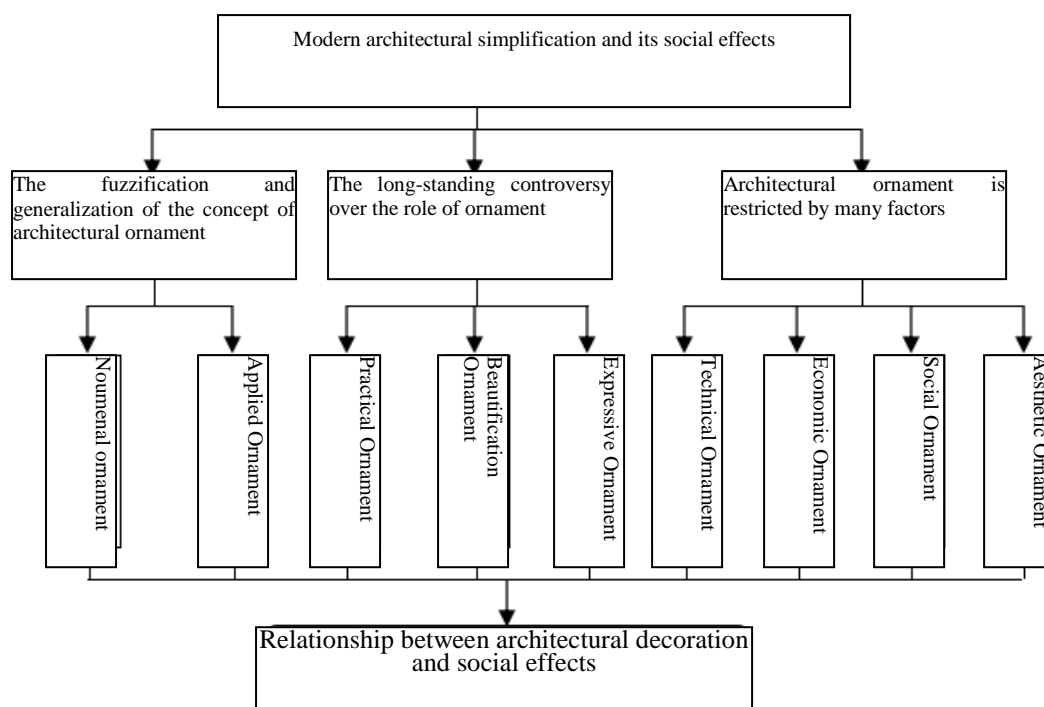 Modern architectural simplification and its social effects
The fuzzification and
generalization of the concept of
architectural ornament
The long-standing controversy
over the role of ornament
Architectural ornament is
restricted by many factors
Noumenal ornament
Applied Ornament
Practical Ornament
Beautification
Ornament
Expressive Ornament
Technical Ornament
Economic Ornament
Social Ornament
Aesthetic Ornament
Relationship between architectural decoration
and social effects